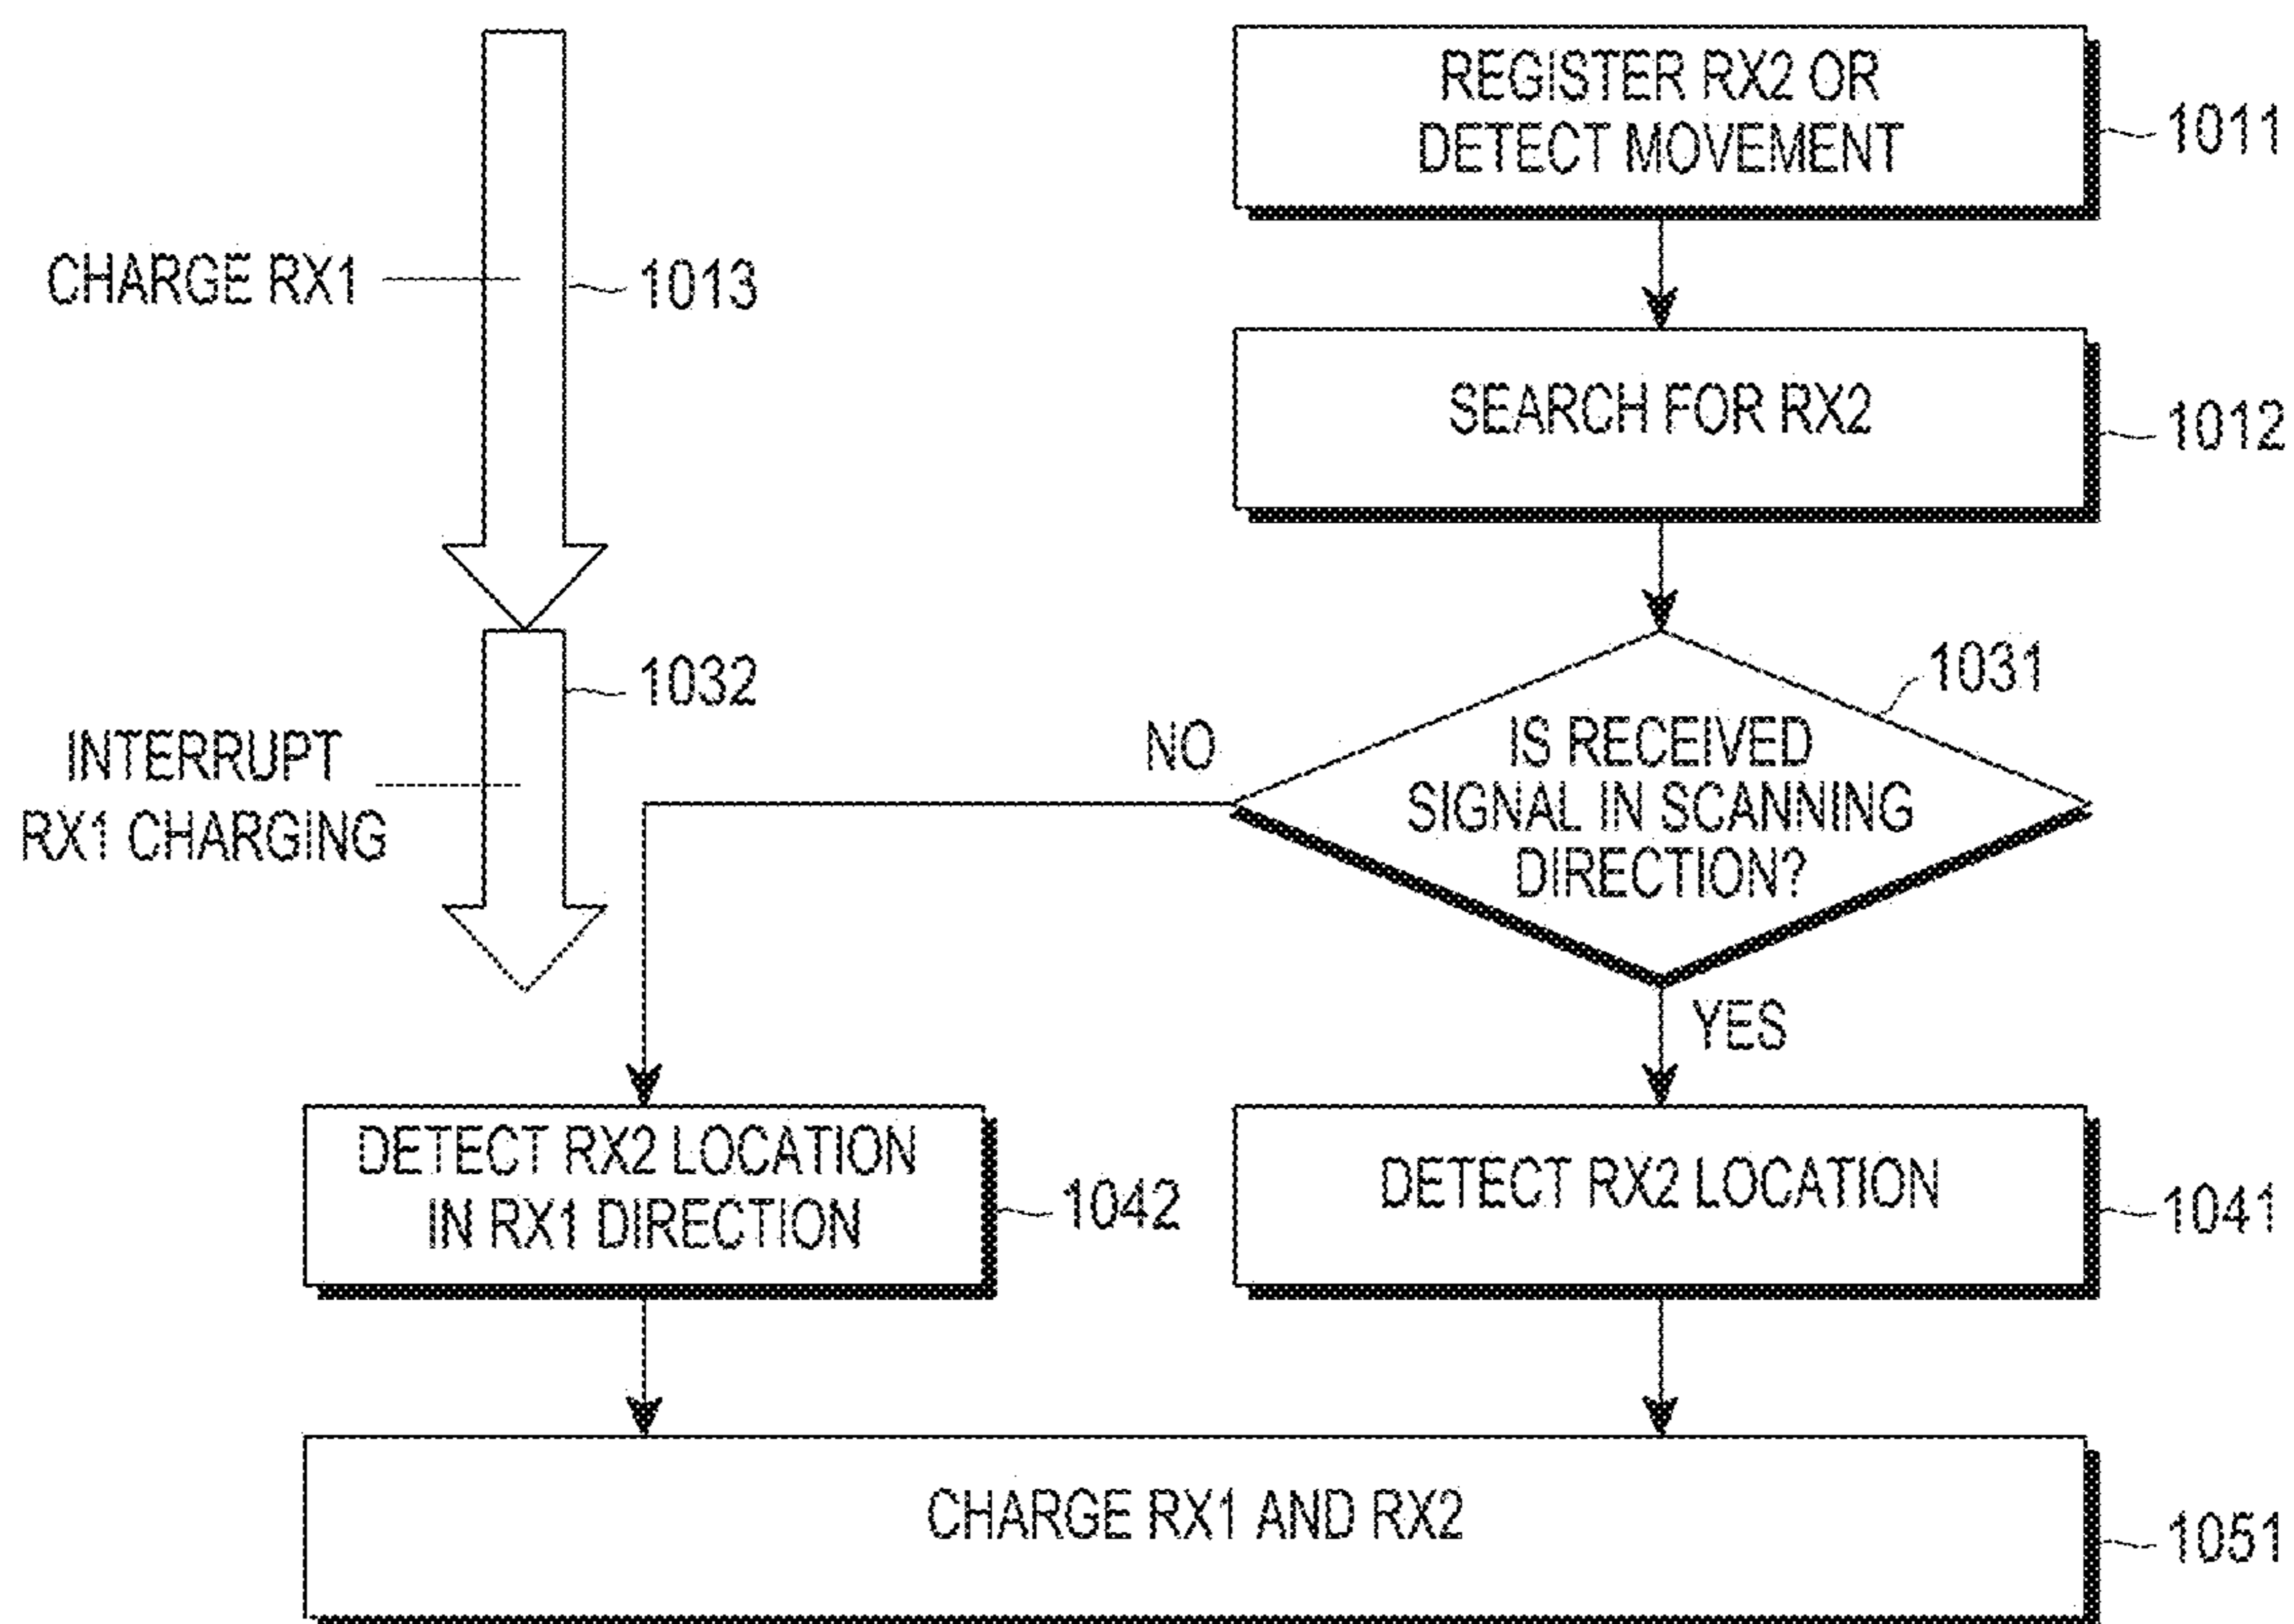 REGISTER RX2 OR
DETECT MOVEMENT
1011
CHARGE RX1
1013
SEARCH FOR RX2
1012
1032
1031
INTERRUPT
RX1 CHARGING
NO
IS RECEIVED
SIGNAL IN SCANNING
DIRECTION?
YES
DETECT RX2 LOCATION
IN RX1 DIRECTION
1042
DETECT RX2 LOCATION
1041
CHARGE RX1 AND RX2
1051